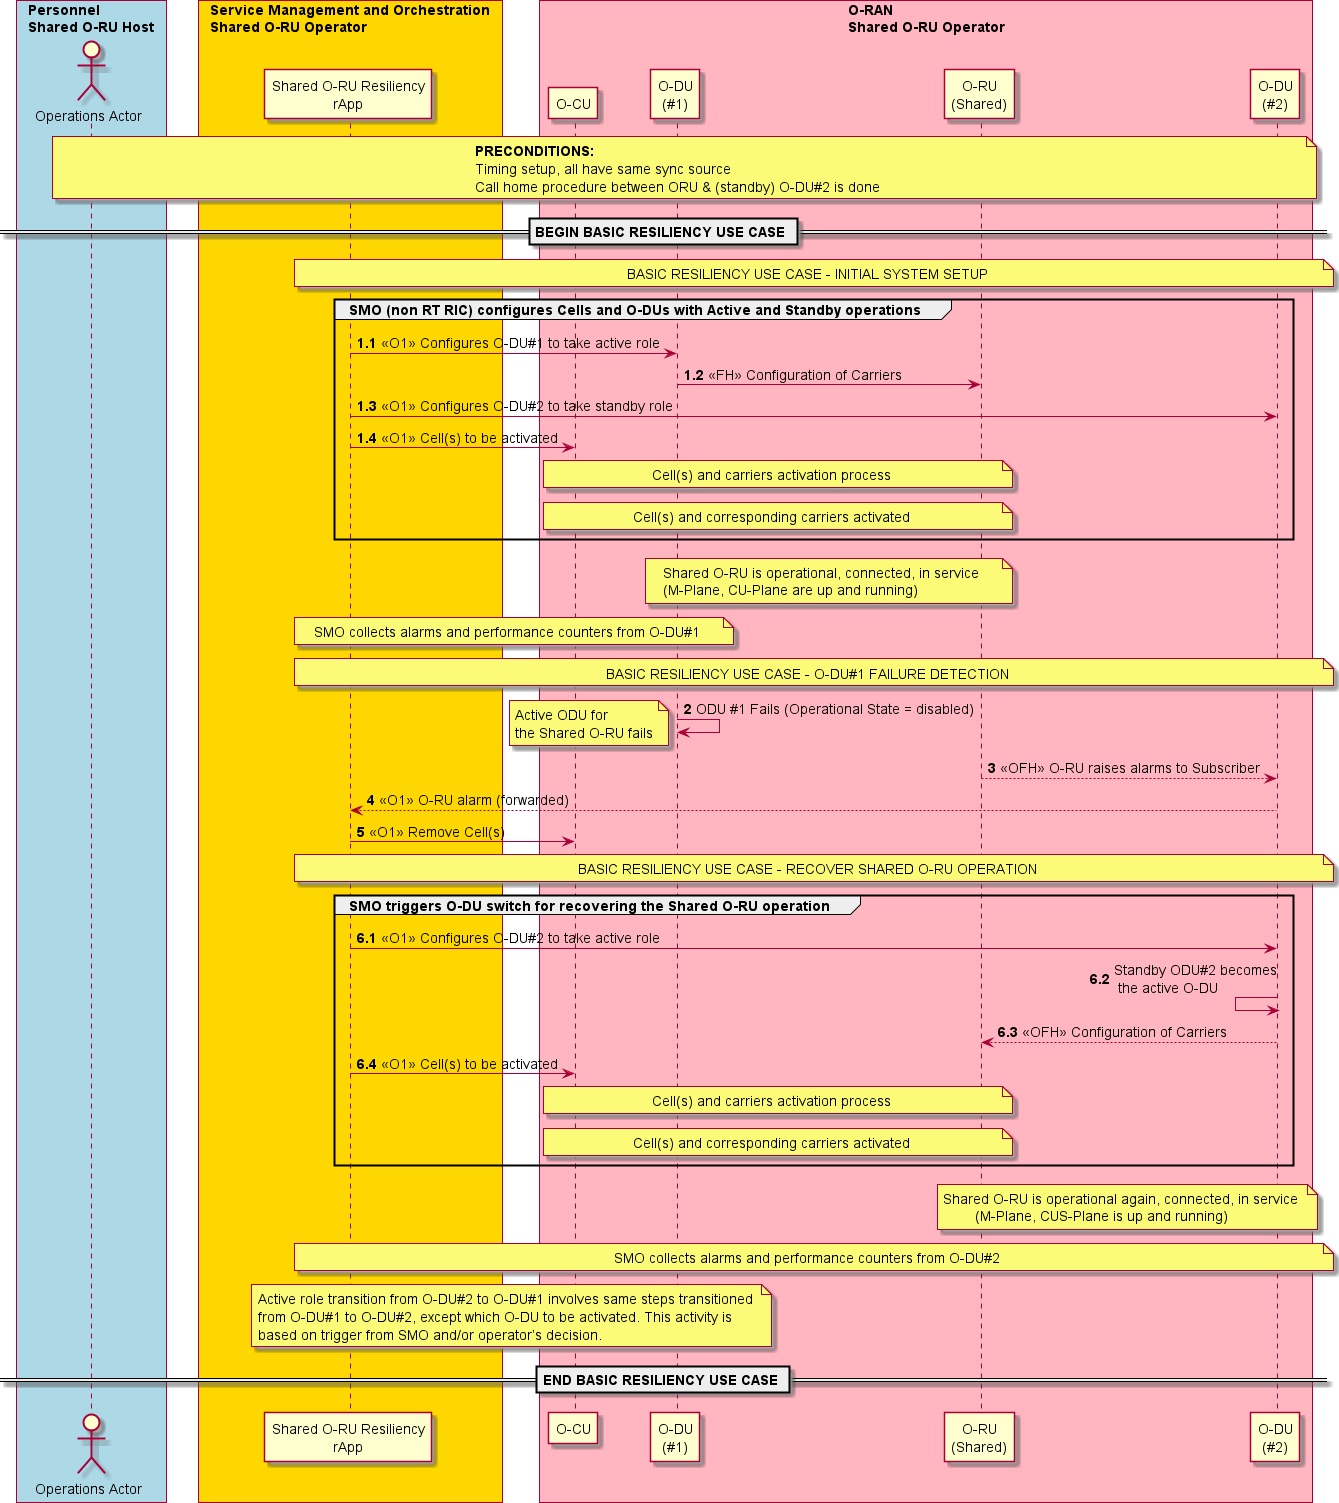 Personnel
Shared O-RU Host
Service Management and Orchestration
Shared O-RU Operator
O-RAN
Shared O-RU Operator
Operations Actor
Shared O-RU Resiliency
rApp
O-CU
O-DU
(#1)
O-RU
(Shared)
O-DU
(#2)
PRECONDITIONS:
Timing setup, all have same sync source
Call home procedure between ORU & (standby) O-DU#2 is done
BEGIN BASIC RESILIENCY USE CASE
BASIC RESILIENCY USE CASE - INITIAL SYSTEM SETUP
SMO (non RT RIC) configures Cells and O-DUs with Active and Standby operations
1.1 «O1» Configures O-DU#1 to take active role
1.2 «FH» Configuration of Carriers
1.3 «O1» Configures O-DU#2 to take standby role
1.4 «O1» Cell(s) to be activated
Cell(s) and carriers activation process
Cell(s) and corresponding carriers activated
Shared O-RU is operational, connected, in service
(M-Plane, CU-Plane are up and running)
SMO collects alarms and performance counters from O-DU#1
BASIC RESILIENCY USE CASE - O-DU#1 FAILURE DETECTION
Active ODU for
the Shared O-RU fails
2 ODU #1 Fails (Operational State = disabled)
3 «OFH» O-RU raises alarms to Subscriber
4 «O1» O-RU alarm (forwarded)
5 «O1» Remove Cell(s)
BASIC RESILIENCY USE CASE - RECOVER SHARED O-RU OPERATION
SMO triggers O-DU switch for recovering the Shared O-RU operation
6.1 «O1» Configures O-DU#2 to take active role
6.2 Standby ODU#2 becomes
the active O-DU
6.3 «OFH» Configuration of Carriers
6.4 «O1» Cell(s) to be activated
Cell(s) and carriers activation process
Cell(s) and corresponding carriers activated
Shared O-RU is operational again, connected, in service
(M-Plane, CUS-Plane is up and running)
SMO collects alarms and performance counters from O-DU#2
Active role transition from O-DU#2 to O-DU#1 involves same steps transitioned
from O-DU#1 to O-DU#2, except which O-DU to be activated. This activity is
based on trigger from SMO and/or operator's decision.
END BASIC RESILIENCY USE CASE
Operations Actor
Shared O-RU Resiliency
rApp
O-CU
O-DU
(#1)
O-RU
(Shared)
O-DU
(#2)